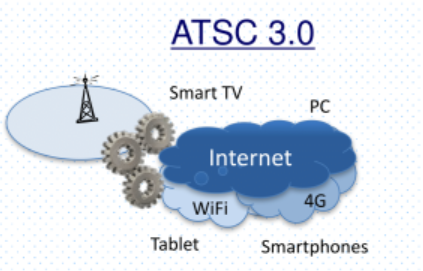 ATSC 3.0
Smart TV
PC
Internet
WiFi
4G
Tablet
Smartphones